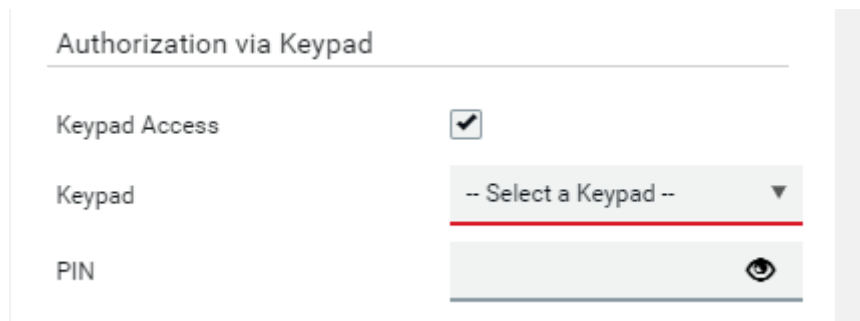 Authorization via Keypad
Keypad Access
Keypad -- Select a Keypad --
PIN